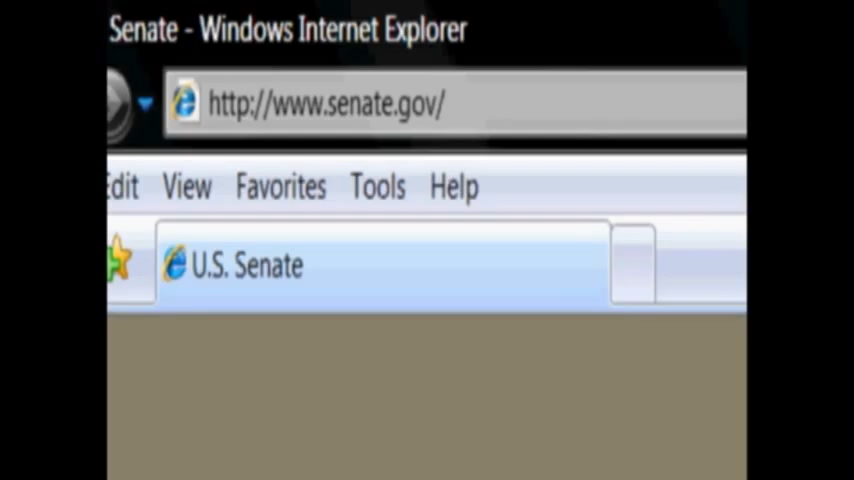 Senate - Windows Internet Explorer
http://www.senate.gov/
Edit View Favorites Tools Help
U.S. Senate